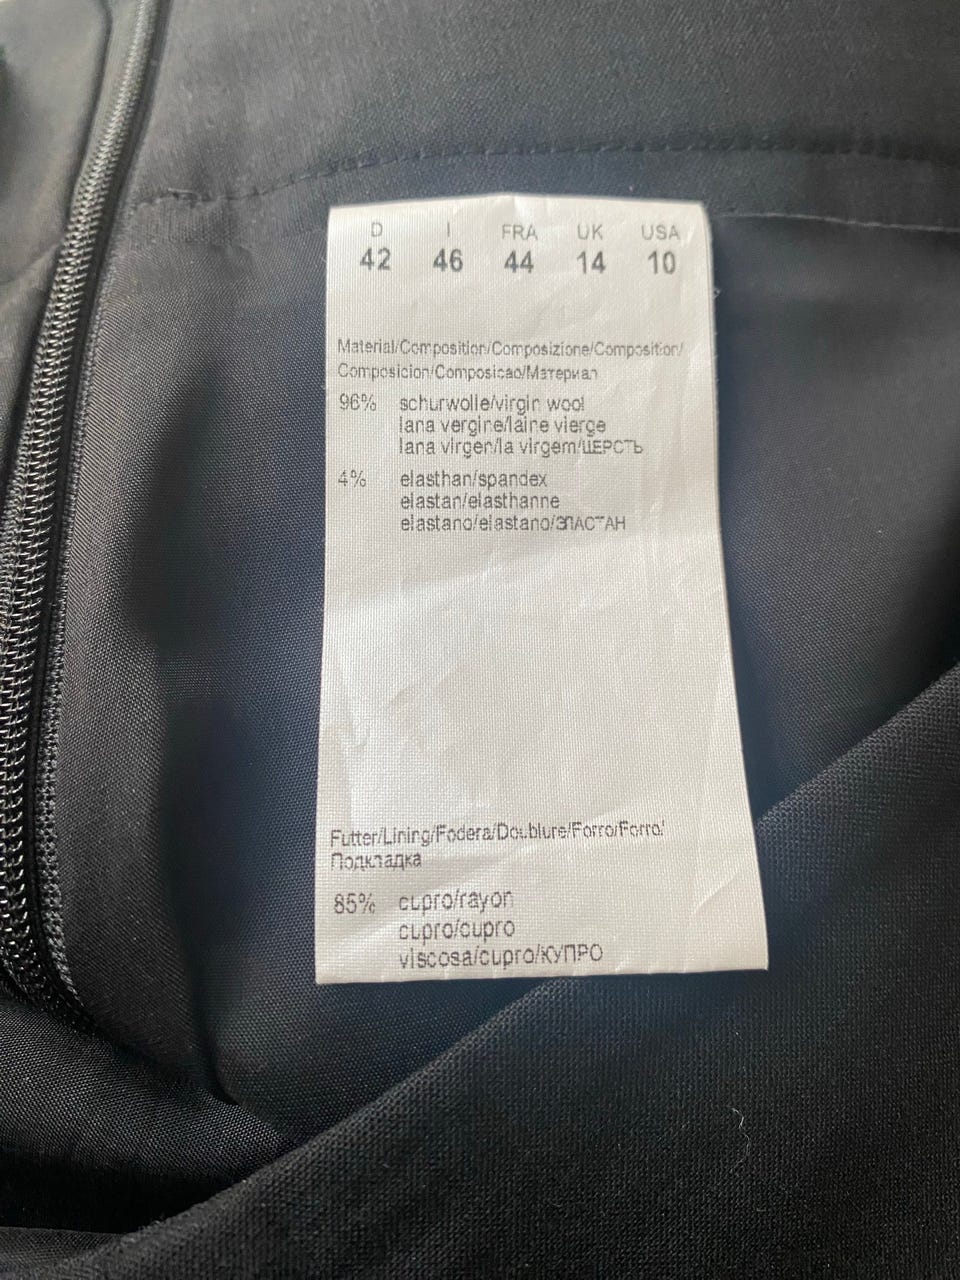 D I FRA UK USA
42 46 44 14 10
Material/Composition/Composizione/Composition/
Composicion/Composicao/Материал
96% schurwolle/virgin wool
lana vergine/laine vierge
lana virgen/la virgem/ШЕРСТЬ
4% elasthan/spandex
elastan/elasthanne
elastano/elastano/ЭЛАСТАН
Futter/Lining/Fodera/Doublure/Forro/Forro/
Подкладка
85% cupro/rayon
cupro/cupro
viscosa/cupro/КУПРО